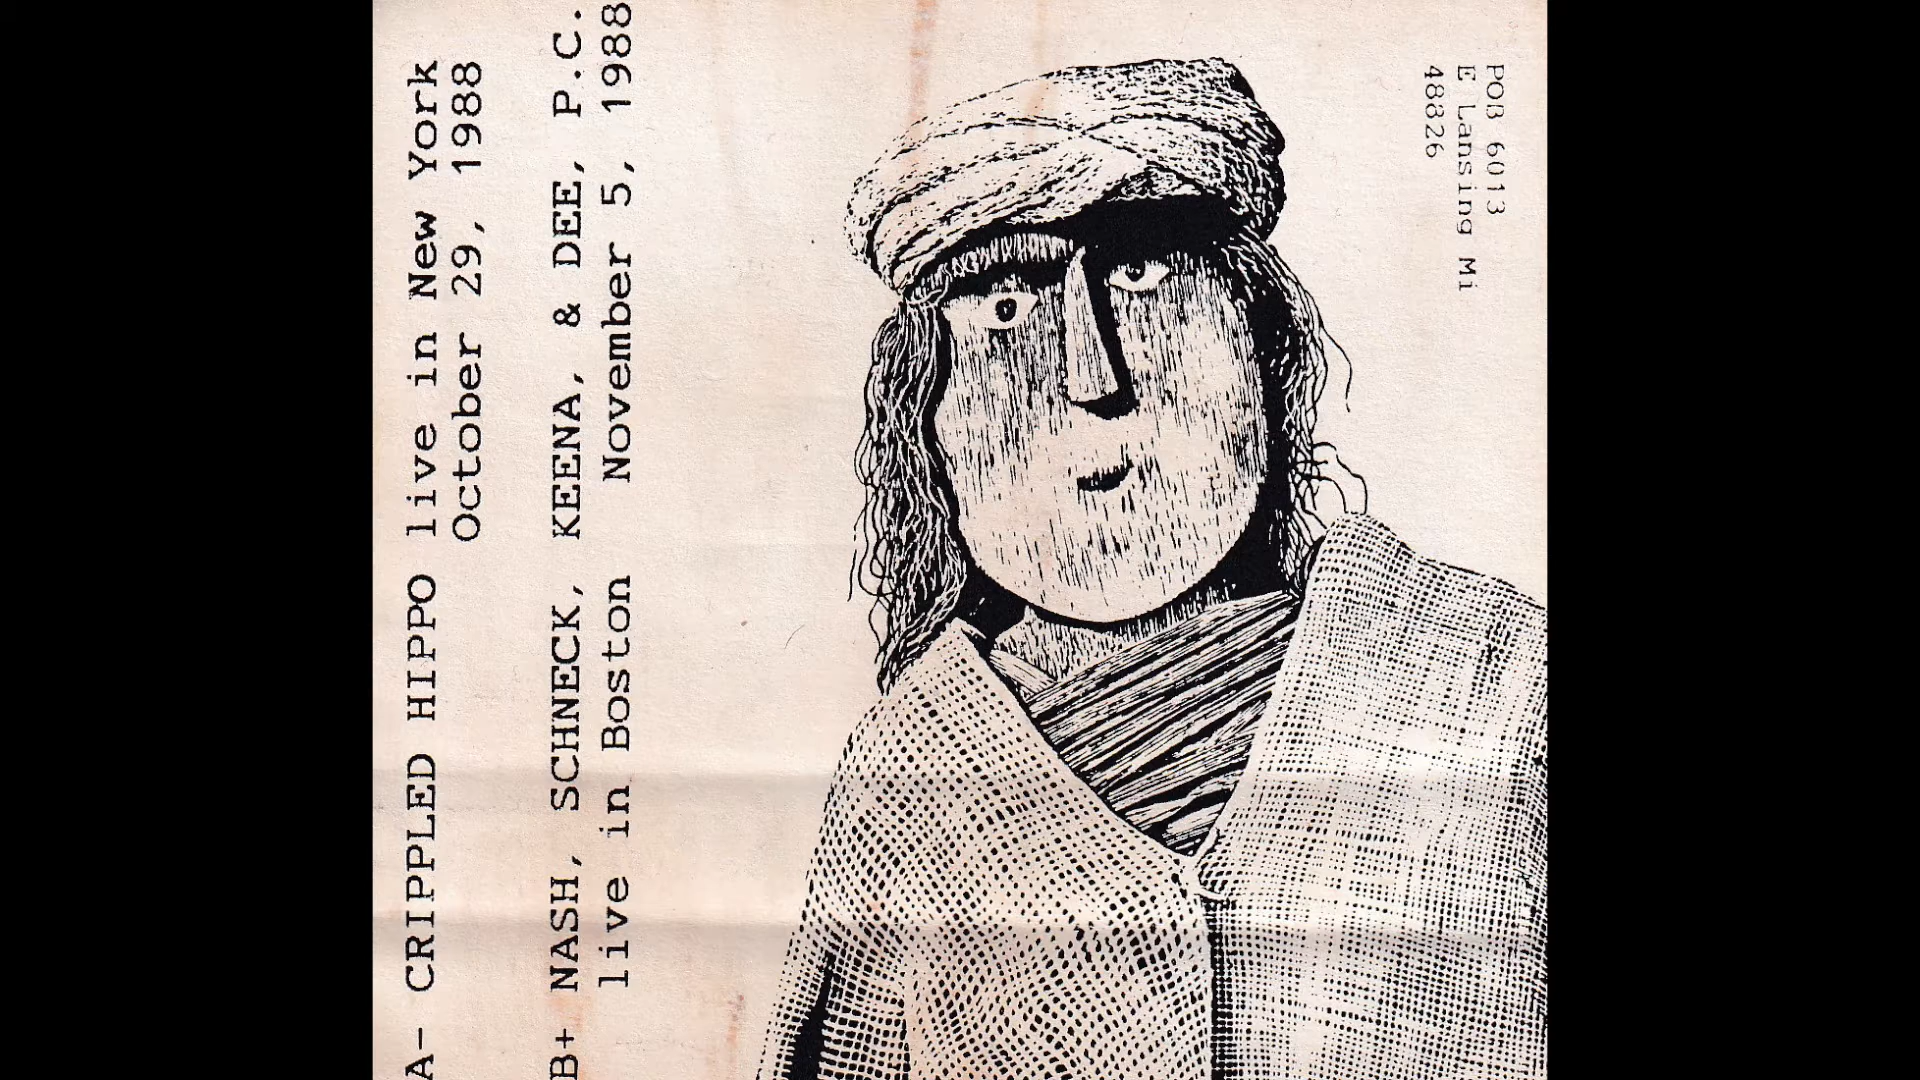 A- CRIPPLED HIPPO live in New York
October 29, 1988
B+ NASH, SCHNECK, KEENA, & DEE, P.C.
live in Boston November 5, 1988
POB 6013
E Lansing Mi
48826